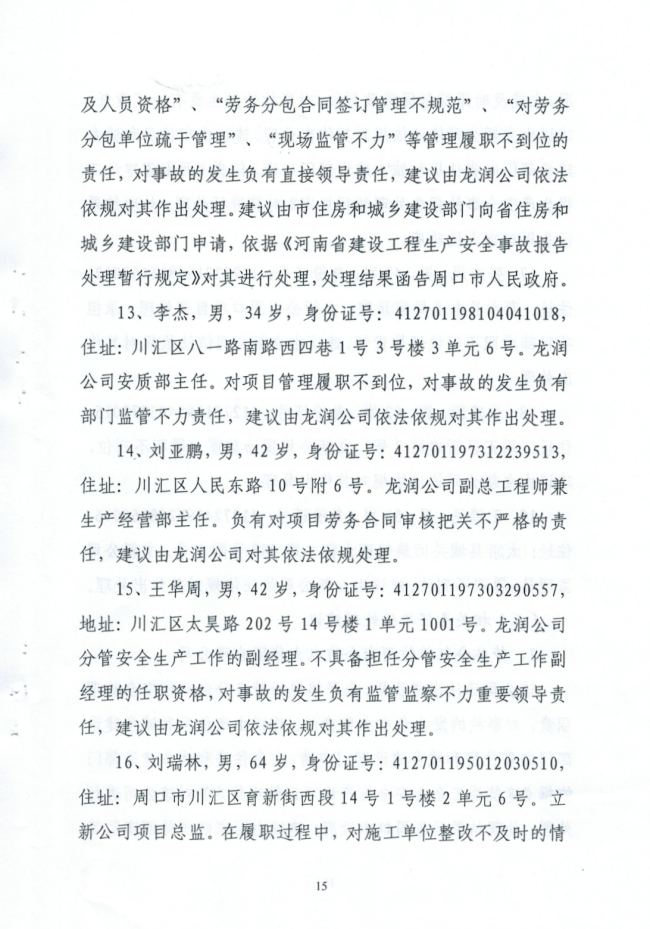 及人员资格”、“劳务分包合同签订管理不规范”、“对劳务
分包单位疏于管理”、“现场监管不力”等管理履职不到位的
责任，对事故的发生负有直接领导责任，建议由龙润公司依法
依规对其作出处理。建议由市住房和城乡建设部门向省住房和
城乡建设部门申请，依据《河南省建设工程生产安全事故报告
处理暂行规定》对其进行处理，处理结果函告周口市人民政府。
13、李杰，男，34岁，身份证号：412701198104041018，
住址：川汇区八一路南路西四巷1号3号楼3单元6号。龙润
公司安质部主任。对项目管理履职不到位，对事故的发生负有
部门监管不力责任，建议由龙润公司依法依规对其作出处理。
14、刘亚鹏，男，42岁，身份证号：412701197312239513，
住址：川汇区人民东路10号附6号。龙润公司副总工程师兼
生产经营部主任。负有对项目劳务合同审核把关不严格的责
任，建议由龙润公司对其依法依规处理。
15、王华周，男，42岁，身份证号：412701197303290557，
地址：川汇区太昊路202号14号楼1单元1001号。龙润公司
分管安全生产工作的副经理。不具备担任分管安全生产工作副
经理的任职资格，对事故的发生负有监管监察不力重要领导责
任，建议由龙润公司依法依规对其作出处理。
16、刘瑞林，男，64岁，身份证号：412701195012030510，
住址：周口市川汇区育新街西段14号1号楼2单元6号。立
新公司项目总监。在履职过程中，对施工单位整改不及时的情
15